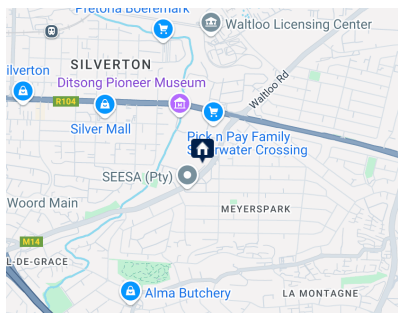 Pretoria Boeremark
Waltloo Licensing Center
SILVERTON
ilverton
Ditsong Pioneer Museum
Waltloo Rd
R104
Silver Mall
Pick n Pay Family
water Crossing
SEESA (Pty)
Woord Main
MEYERSPARK
M14
L-DE-GRACE
Alma Butchery
LA MONTAGNE